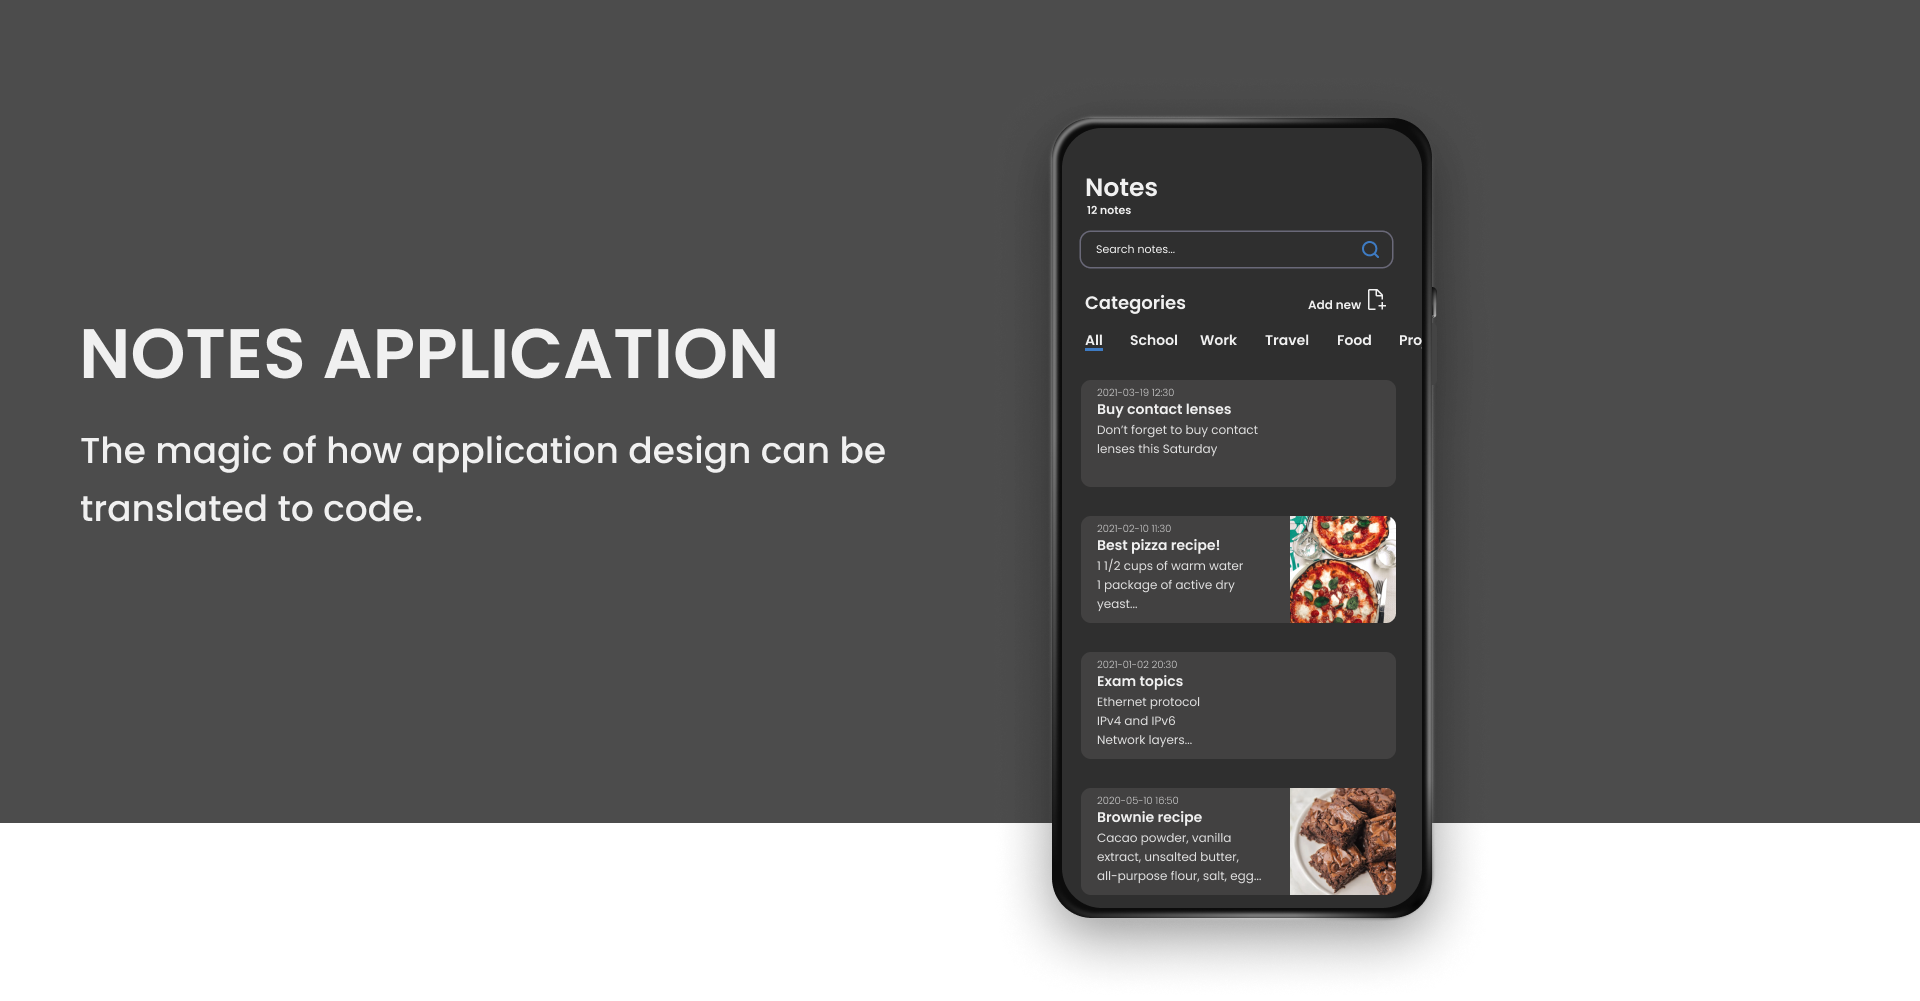 NOTES APPLICATION
The magic of how application design can be
translated to code.
Notes
12 notes
Search notes...
Categories
Add new
All School Work Travel Food Pro
2021-03-19 12:30
Buy contact lenses
Don't forget to buy contact
lenses this Saturday
2021-02-10 11:30
Best pizza recipe!
1 1/2 cups of warm water
1 package of active dry
yeast...
2021-01-02 20:30
Exam topics
Ethernet protocol
IPv4 and IPv6
Network layers...
2020-05-10 16:50
Brownie recipe
Cacao powder, vanilla
extract, unsalted butter,
all-purpose flour, salt, egg...